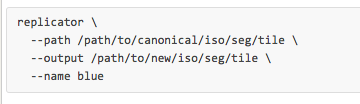 replicator \
--path /path/to/canonical/iso/seg/tile \
--output /path/to/new/iso/seg/tile \
--name blue